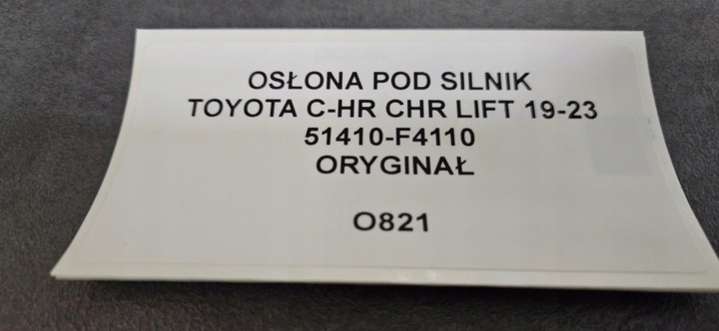 OSŁONA POD SILNIK
TOYOTA C-HR CHR LIFT 19-23
51410-F4110
ORYGINAŁ
O821